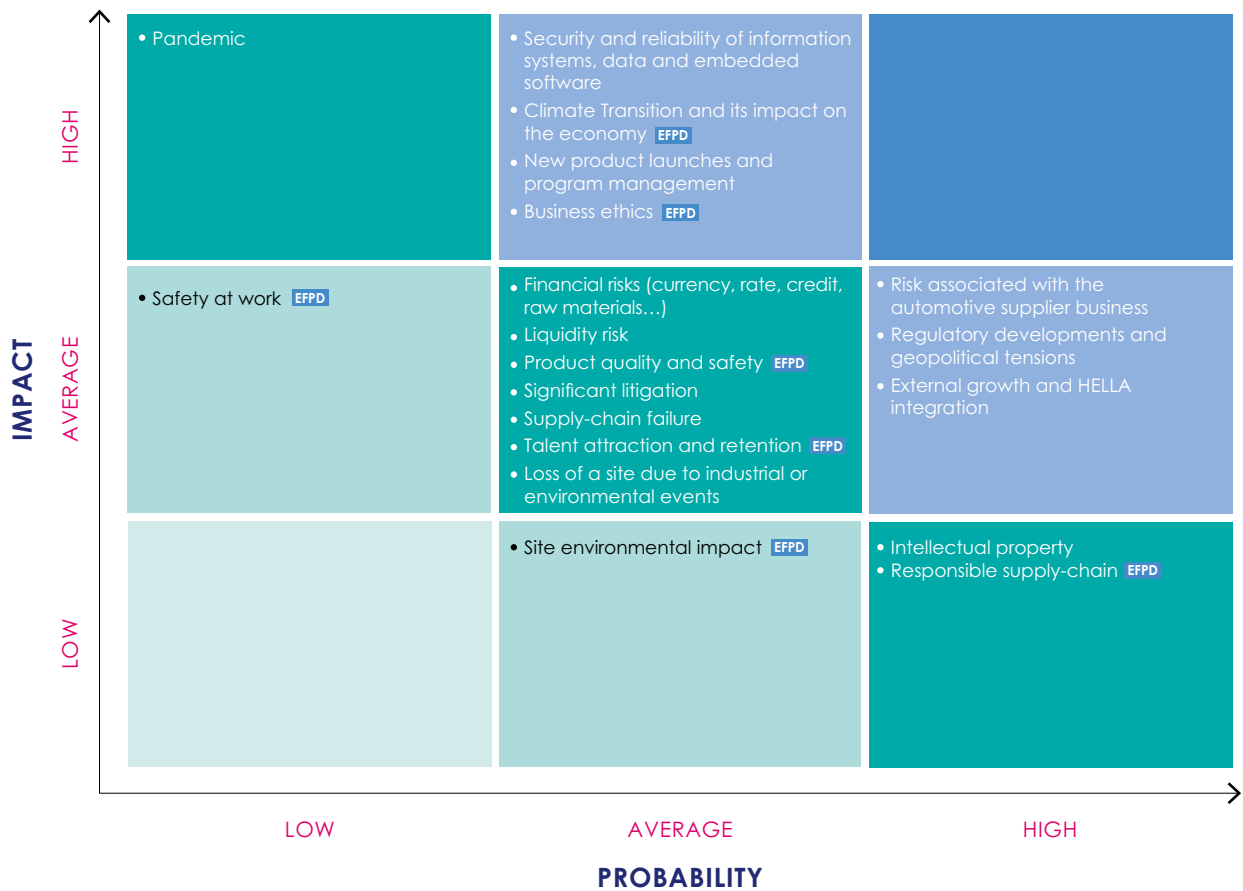 IMPACT
HIGH
AVERAGE
LOW
• Pandemic
• Security and reliability of information
systems, data and embedded
software
• Climate Transition and its impact on
the economy EFPD
• New product launches and
program management
• Business ethics EFPD
• Safety at work EFPD
• Financial risks (currency, rate, credit,
raw materials…)
• Liquidity risk
• Product quality and safety EFPD
• Significant litigation
• Supply-chain failure
• Talent attraction and retention EFPD
• Loss of a site due to industrial or
environmental events
• Risk associated with the
automotive supplier business
• Regulatory developments and
geopolitical tensions
• External growth and HELLA
integration
• Site environmental impact EFPD
• Intellectual property
• Responsible supply-chain EFPD
LOW
AVERAGE
HIGH
PROBABILITY